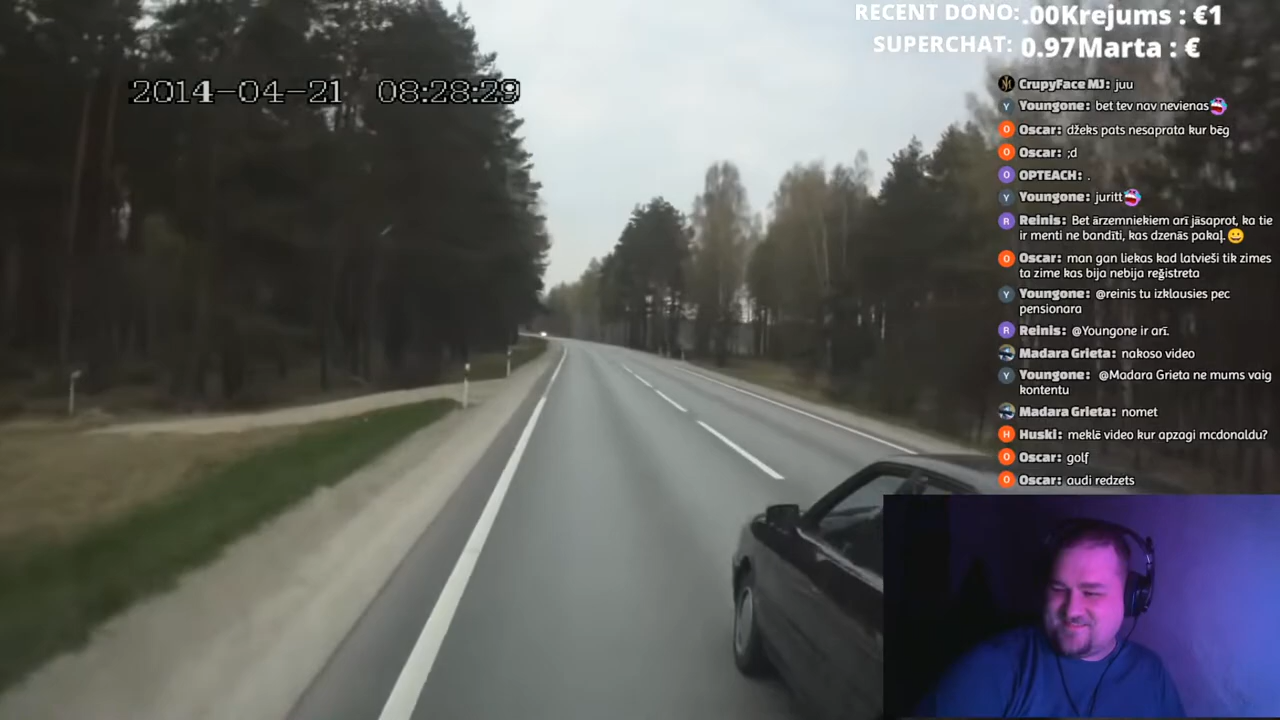 RECENT DONO: .00Krejums : €1
SUPERCHAT: 0.97Marta : €
2014-04-21 08:28:29
CrupyFace MJ: juu
Youngone: bet tev nav nevienas
Oscar: džeks pats nesaprata kur bēg
Oscar: ;d
OPTEACH: .
Youngone: juritt
Reinis: Bet ārzemniekiem arī jāsaprot, ka tie
ir menti ne bandīti, kas dzenās pakaļ.
Oscar: man gan liekas kad latvieši tik zimes
ta zime kas bija nebija reģistreta
Youngone: @reinis tu izklausies pec
pensionara
Reinis: @Youngone ir arī.
Madara Grieta: nakoso video
Youngone: @Madara Grieta ne mums vaig
kontentu
Madara Grieta: nomet
Huski: meklē video kur apzagi mcdonaldu?
Oscar: golf
Oscar: audi redzets